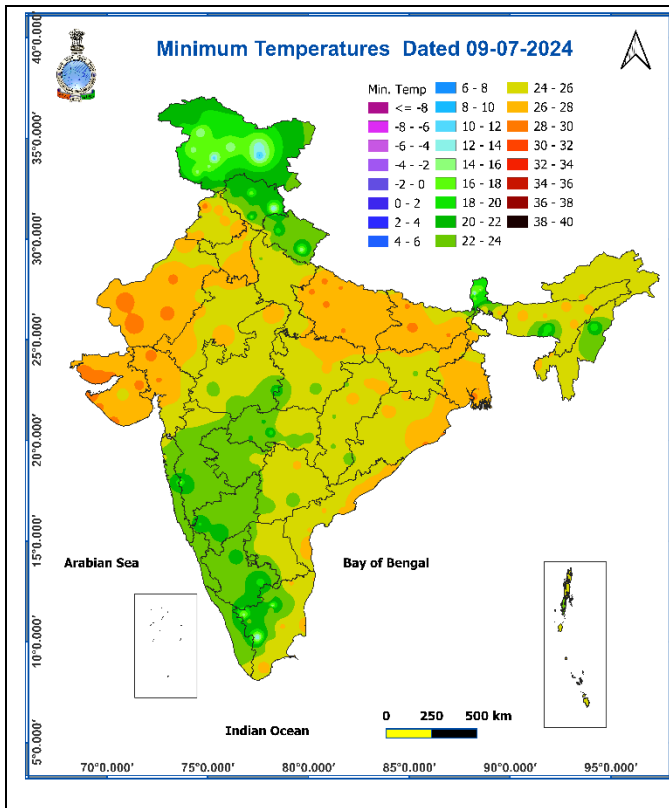 Minimum Temperatures Dated 09-07-2024
Min. Temp
<= -8
-8 - -6
-6 - -4
-4 - -2
-2 - 0
0 - 2
2 - 4
4 - 6
6 - 8
8 - 10
10 - 12
12 - 14
14 - 16
16 - 18
18 - 20
20 - 22
22 - 24
24 - 26
26 - 28
28 - 30
30 - 32
32 - 34
34 - 36
36 - 38
38 - 40
40°0.000'
35°0.000'
30°0.000'
25°0.000'
20°0.000'
15°0.000'
10°0.000'
5°0.000'
Arabian Sea
Bay of Bengal
Indian Ocean
0 250 500 km
70°0.000' 75°0.000' 80°0.000' 85°0.000' 90°0.000' 95°0.000'